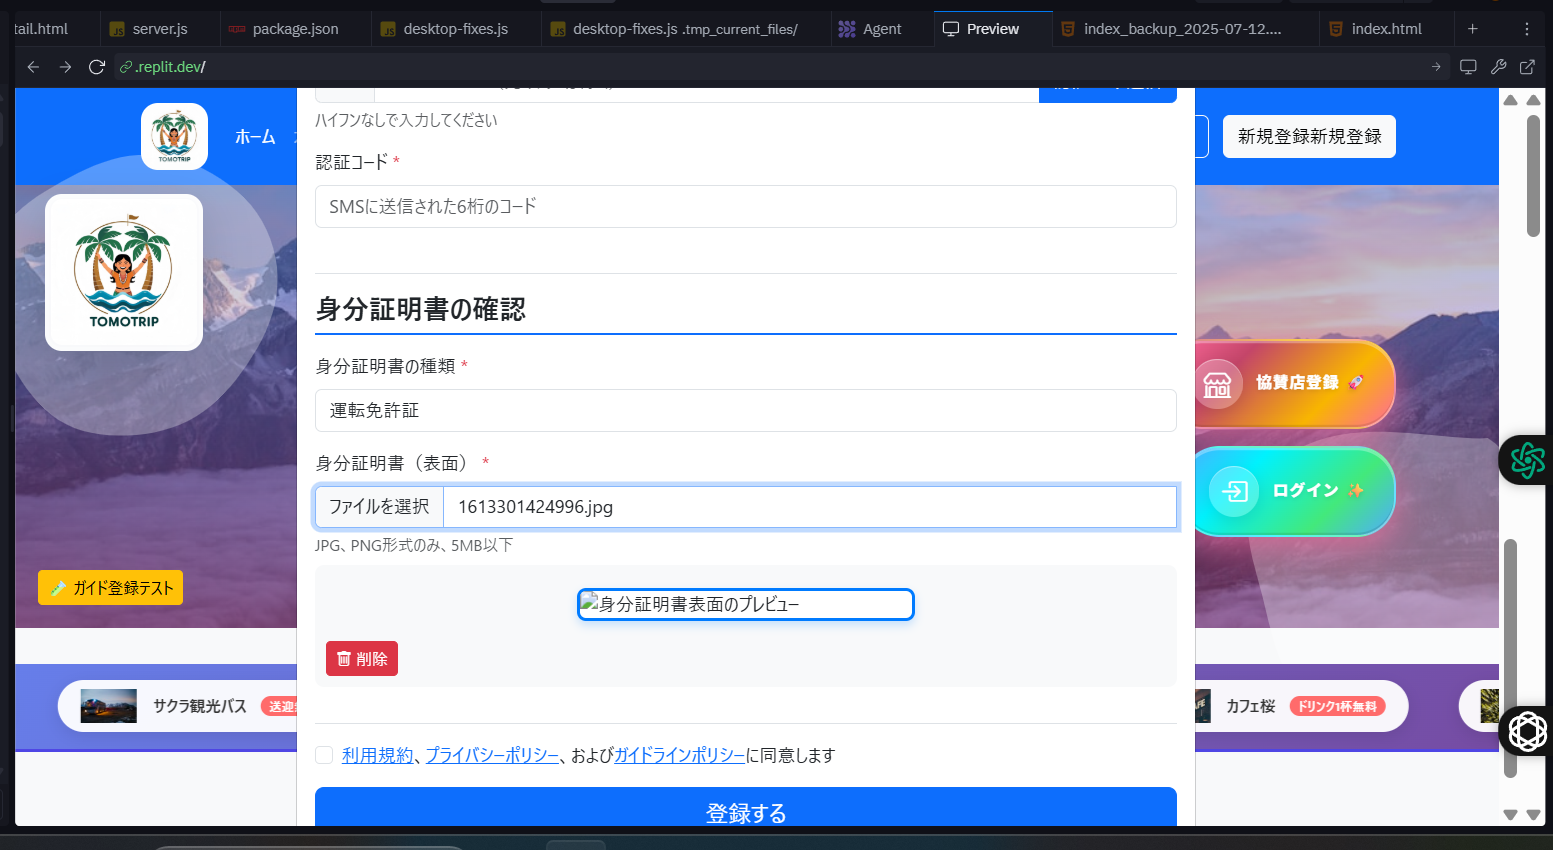 tail.html
server.js
package.json
desktop-fixes.js
desktop-fixes.js .tmp_current_files/
Agent
Preview
index_backup_2025-07-12....
index.html
.replit.dev/
TOMOTRIP
ホーム
新規登録新規登録
ハイフンなしで入力してください
認証コード *
SMSに送信された6桁のコード
TOMOTRIP
身分証明書の確認
身分証明書の種類 *
運転免許証
協賛店登録 🚀
身分証明書（表面） *
ファイルを選択 1613301424996.jpg
ログイン ✨
JPG、PNG形式のみ、5MB以下
ガイド登録テスト
身分証明書表面のプレビュー
削除
サクラ観光バス 送迎
カフェ桜 ドリンク1杯無料
利用規約、プライバシーポリシー、およびガイドラインポリシーに同意します
登録する